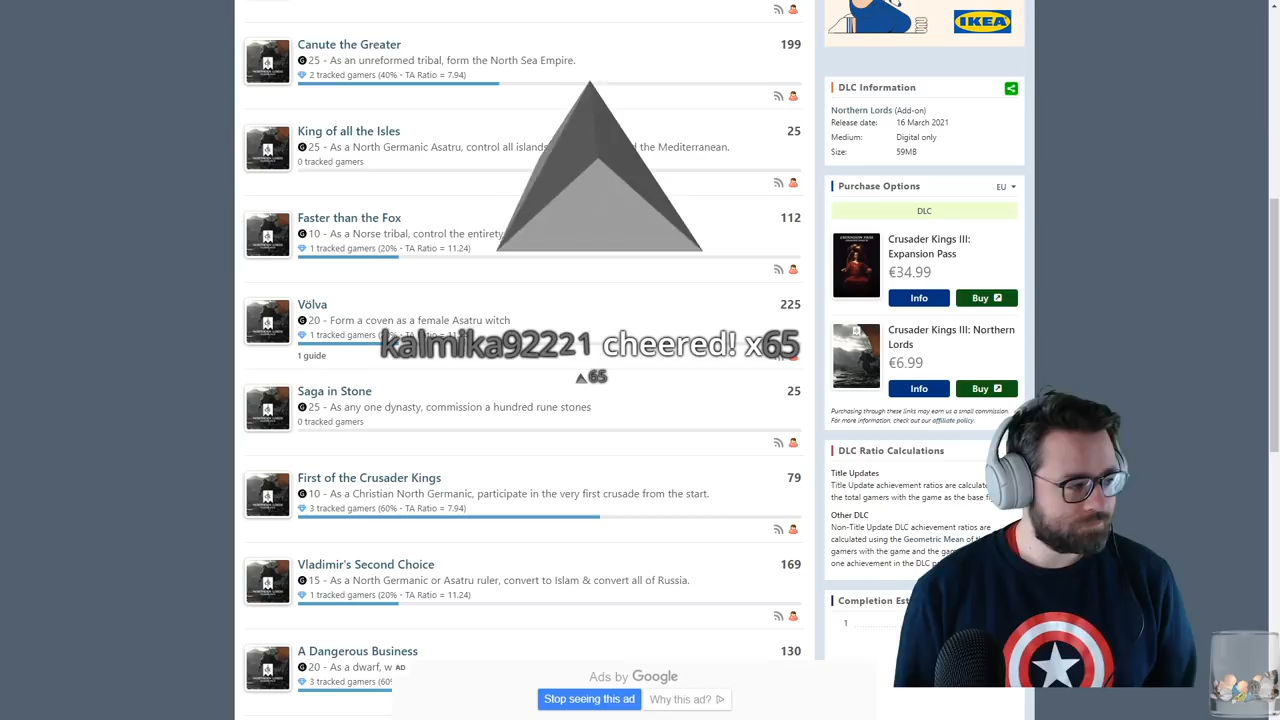 Canute the Greater 199
G 25 - As an unreformed tribal, form the North Sea Empire.
2 tracked gamers (40% - TA Ratio = 7.94)
King of all the Isles 25
G 25 - As a North Germanic Asatru, control all islands the Mediterranean.
0 tracked gamers
Faster than the Fox 112
G 10 - As a Norse tribal, control the entirety
1 tracked gamers (20% - TA Ratio = 11.24)
Völva 225
G 20 - Form a coven as a female Asatru witch
1 tracked
1 guide
kalmika92221 cheered! x65
65
Saga in Stone 25
G 25 - As any one dynasty, commission a hundred rune stones
0 tracked gamers
First of the Crusader Kings 79
G 10 - As a Christian North Germanic, participate in the very first crusade from the start.
3 tracked gamers (60% - TA Ratio = 7.94)
Vladimir's Second Choice 169
G 15 - As a North Germanic or Asatru ruler, convert to Islam & convert all of Russia.
1 tracked gamers (20% - TA Ratio = 11.24)
A Dangerous Business 130
G 20 - As a dwarf, w
3 tracked gamers (60%
AD
Ads by Google
Stop seeing this ad
Why this ad?
IKEA
DLC Information
Northern Lords (Add-on)
Release date: 16 March 2021
Medium: Digital only
Size: 59MB
Purchase Options EU
DLC
Crusader Kings III:
Expansion Pass
€34.99
Info Buy
Crusader Kings III: Northern
Lords
€6.99
Info Buy
Purchasing through these links may earn us a small commission.
For more information, check out our affiliate policy.
DLC Ratio Calculations
Title Updates
Title Update achievement ratios are calculate
the total gamers with the game as the base fi
Other DLC
Non-Title Update DLC achievement ratios are
calculated using the Geometric Mean of th
gamers with the game and the gam
one achievement in the DLC p
Completion Est
1